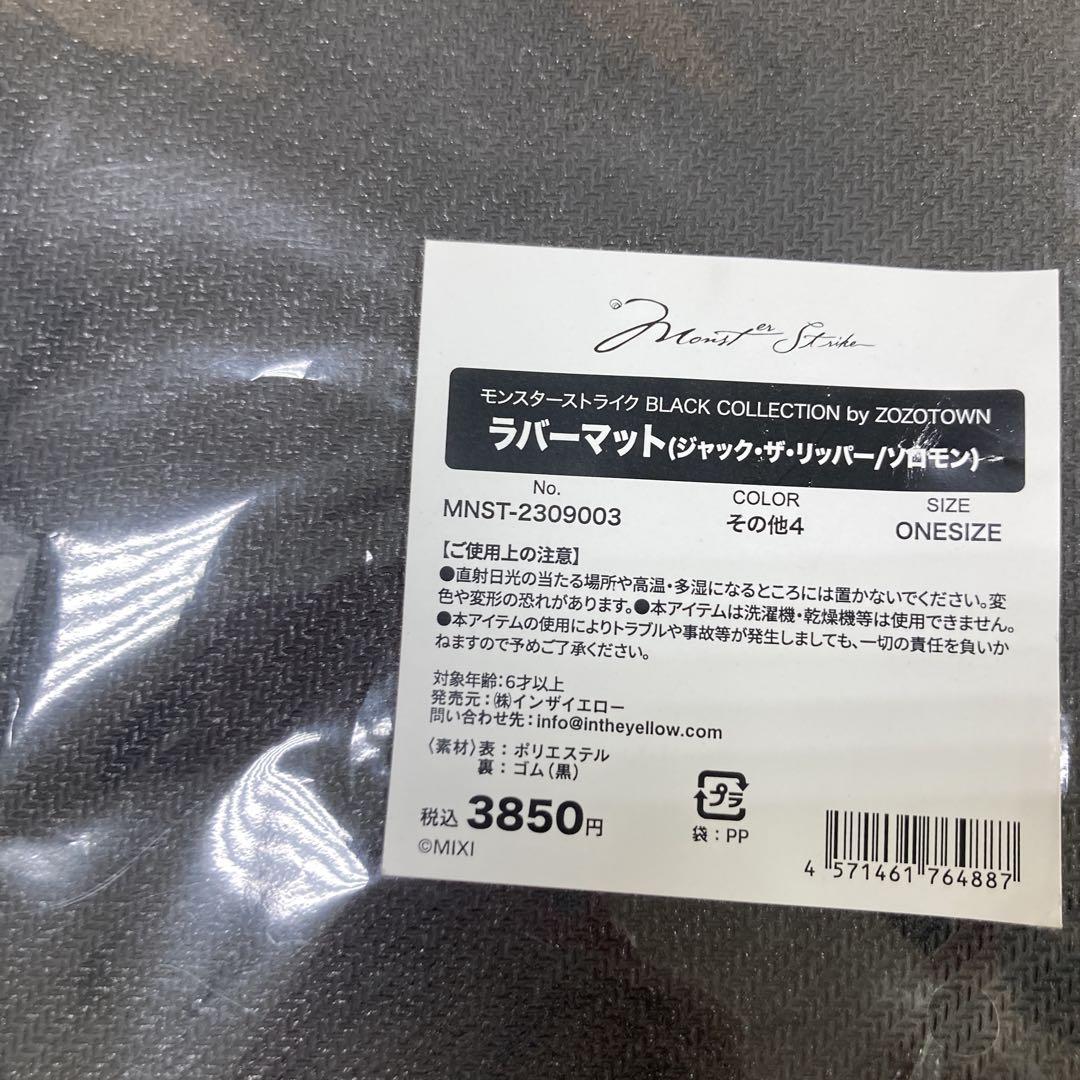 Monster Strike
モンスターストライク BLACK COLLECTION by ZOZOTOWN
ラバーマット(ジャック・ザ・リッパー/ソロモン)
No.
MNST-2309003
COLOR
その他4
SIZE
ONESIZE
【ご使用上の注意】
●直射日光の当たる場所や高温・多湿になるところには置かないでください。変
色や変形の恐れがあります。●本アイテムは洗濯機・乾燥機等は使用できません。
●本アイテムの使用によりトラブルや事故等が発生しましても、一切の責任を負いか
ねますので予めご了承ください。
対象年齢:6才以上
発売元:㈱インザイエロー
問い合わせ先:info@intheyellow.com
〈素材〉表:ポリエステル
裏:ゴム(黒)
税込 3850円
©MIXI
プラ
袋:PP
4 571461 764887